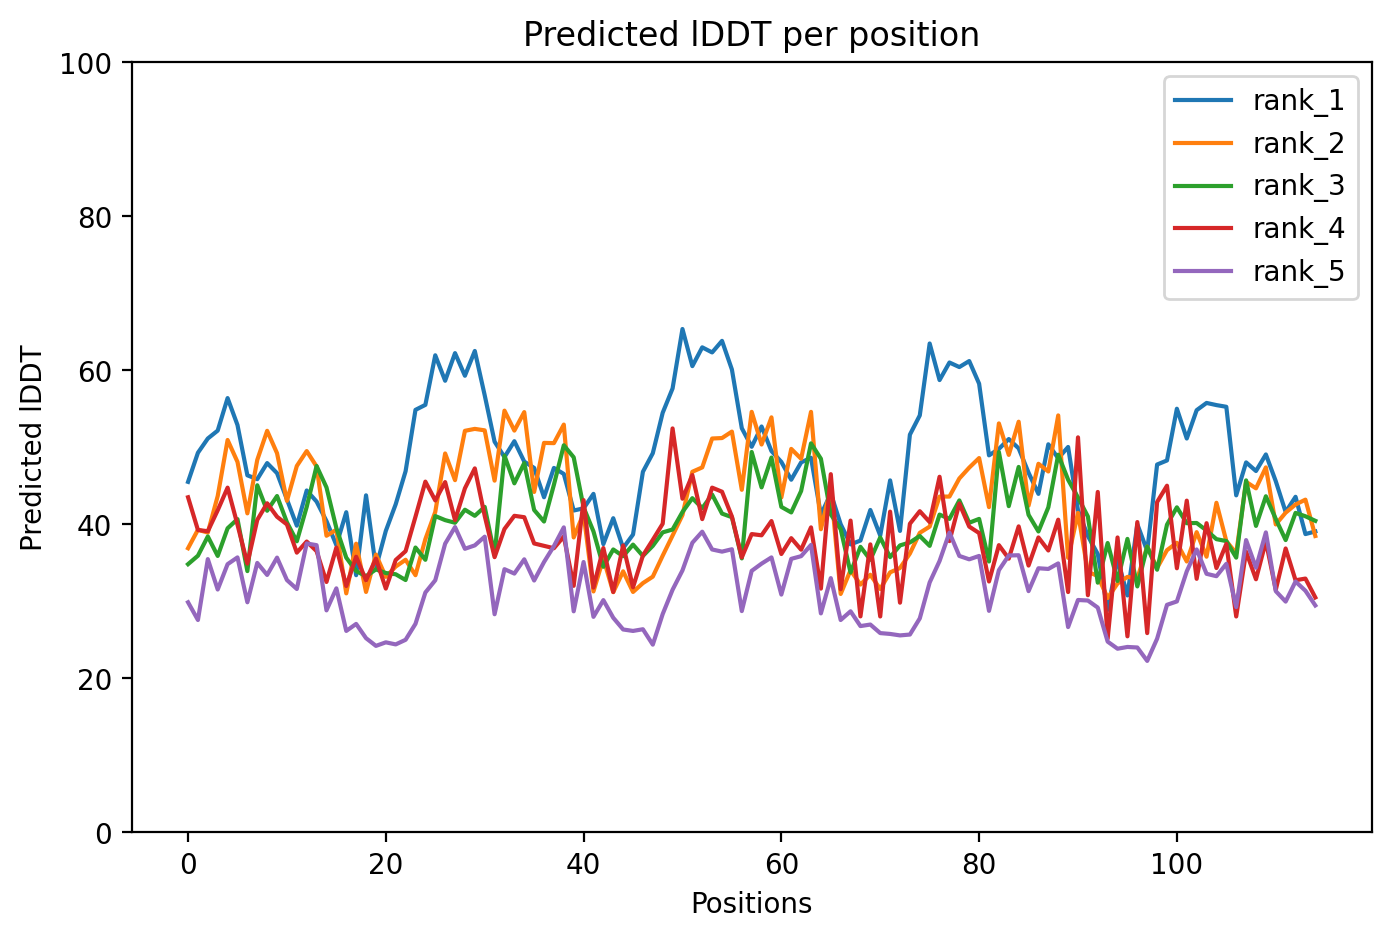 Predicted lDDT per position
100
80
60
40
20
0
Predicted lDDT
rank_1
rank_2
rank_3
rank_4
rank_5
0 20 40 60 80 100
Positions